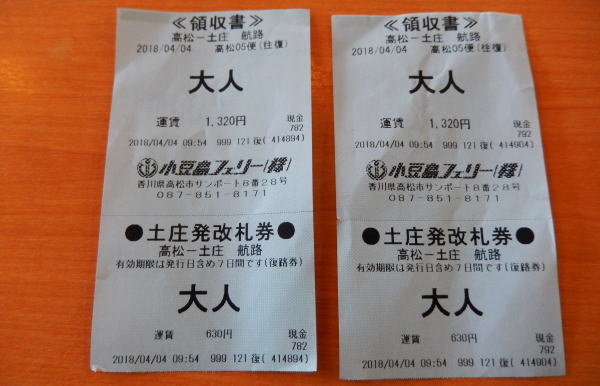 ≪領収書≫
高松ー土庄 航路
2018/04/04 高松05便(往復)
大人
運賃 1,320円 現金
782
2018/04/04 09:54 999 121 復( 414894)
小豆島フェリー(株)
香川県高松市サンポート8番28号
087-851-8171
●土庄発改札券●
高松ー土庄 航路
有効期限は発行日含め7日間です(復路券)
大人
運賃 630円 現金
782
2018/04/04 09:54 999 121 復( 414894)
≪領収書≫
高松ー土庄 航路
2018/04/04 高松05便(往復)
大人
運賃 1,320円 現金
792
2018/04/04 09:54 999 121 復( 414904)
小豆島フェリー(株)
香川県高松市サンポート8番28号
087-851-8171
●土庄発改札券●
高松ー土庄 航路
有効期限は発行日含め7日間です(復路券)
大人
運賃 630円 現金
792
2018/04/04 09:54 999 121 復( 414904)